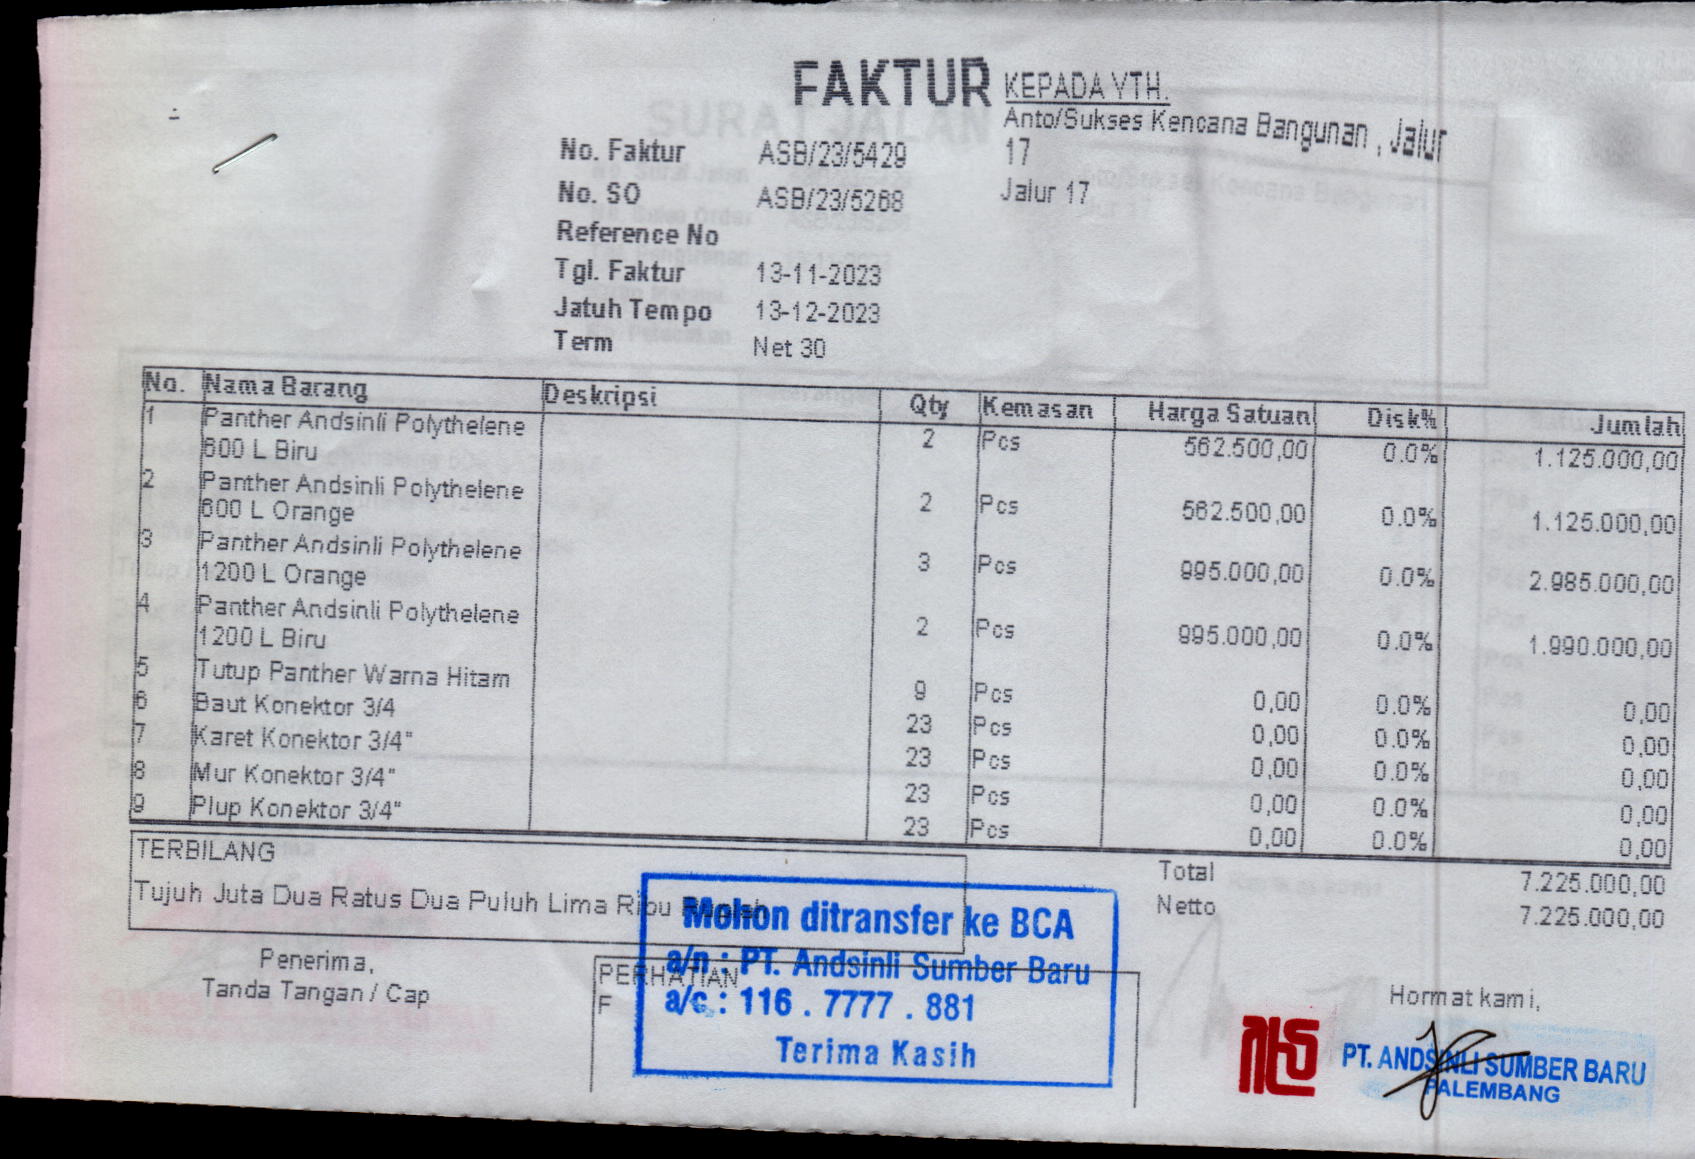 FAKTUR
KEPADA YTH.
Anto/Sukses Kencana Bangunan , Jalur
17
Jalur 17
No. Faktur ASB/23/5429
No. SO ASB/23/5268
Reference No
Tgl. Faktur 13-11-2023
Jatuh Tempo 13-12-2023
Term Net 30
No. Nama Barang Deskripsi Qty Kemasan Harga Satuan Disk% Jumlah
1 Panther Andsinli Polythelene 2 Pcs 562.500,00 0.0% 1.125.000,00
600 L Biru
2 Panther Andsinli Polythelene 2 Pcs 562.500,00 0.0% 1.125.000,00
600 L Orange
3 Panther Andsinli Polythelene 3 Pcs 995.000,00 0.0% 2.985.000,00
1200 L Orange
4 Panther Andsinli Polythelene 2 Pcs 995.000,00 0.0% 1.990.000,00
1200 L Biru
5 Tutup Panther Warna Hitam 9 Pcs 0,00 0.0% 0,00
6 Baut Konektor 3/4 23 Pcs 0,00 0.0% 0,00
7 Karet Konektor 3/4" 23 Pcs 0,00 0.0% 0,00
8 Mur Konektor 3/4" 23 Pcs 0,00 0.0% 0,00
9 Plup Konektor 3/4" 23 Pcs 0,00 0.0% 0,00
TERBILANG
Tujuh Juta Dua Ratus Dua Puluh Lima Ribu Rupiah
Total 7.225.000,00
Netto 7.225.000,00
Penerima,
Tanda Tangan / Cap
PERHATIAN
F
Mohon ditransfer ke BCA
a/n : PT. Andsinli Sumber Baru
a/c : 116 . 7777 . 881
Terima Kasih
Hormat kami,
PT. ANDSINLI SUMBER BARU
PALEMBANG